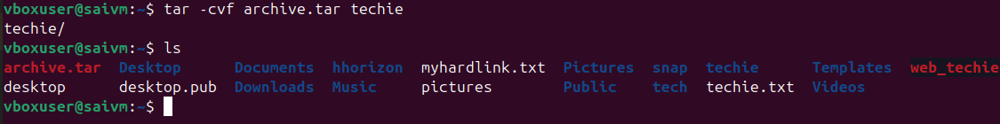 vboxuser@saivm:~$ tar -cvf archive.tar techie
techie/
vboxuser@saivm:~$ ls
archive.tar Desktop Documents hhorizon myhardlink.txt Pictures snap techie Templates web_techie
desktop desktop.pub Downloads Music pictures Public tech techie.txt Videos
vboxuser@saivm:~$